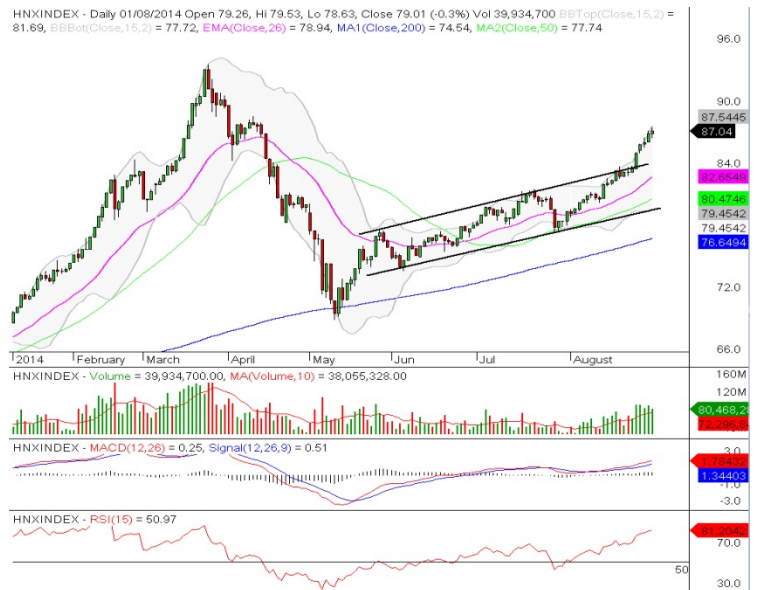 HNXINDEX - Daily 01/08/2014 Open 79.26, Hi 79.53, Lo 78.63, Close 79.01 (-0.3%) Vol 39,934,700 BBTop(Close,15,2) =
81.69, BBBot(Close,15,2) = 77.72, EMA(Close,26) = 78.94, MA1(Close,200) = 74.54, MA2(Close,50) = 77.74
96.0
90.0
87.5445
87.04
84.0
82.6549
80.4746
79.4542
79.4542
76.6494
72.0
66.0
2014 February March April May Jun Jul August
HNXINDEX - Volume = 39,934,700.00, MA(Volume,10) = 38,055,328.00
160M
120M
80,468,2
72,296,8
HNXINDEX - MACD(12,26) = 0.25, Signal(12,26,9) = 0.51
3.0
1.78432
1.34403
-1.0
-3.0
HNXINDEX - RSI(15) = 50.97
81.2042
70.0
50
30.0